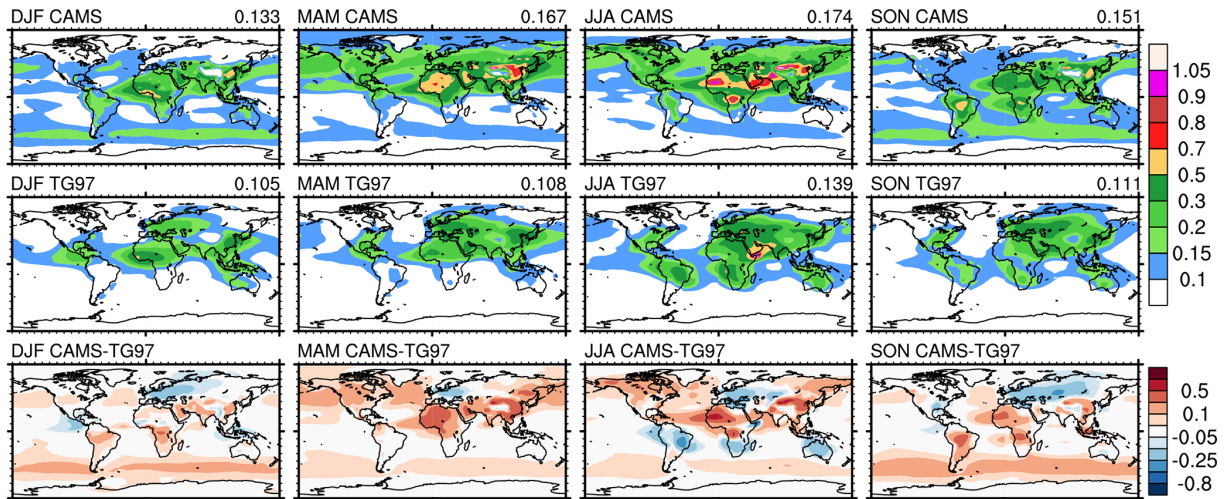 DJF CAMS 0.133
MAM CAMS 0.167
JJA CAMS 0.174
SON CAMS 0.151
1.05
0.9
0.8
0.7
0.5
0.3
0.2
0.15
0.1
DJF TG97 0.105
MAM TG97 0.108
JJA TG97 0.139
SON TG97 0.111
DJF CAMS-TG97
MAM CAMS-TG97
JJA CAMS-TG97
SON CAMS-TG97
0.5
0.1
-0.05
-0.25
-0.8